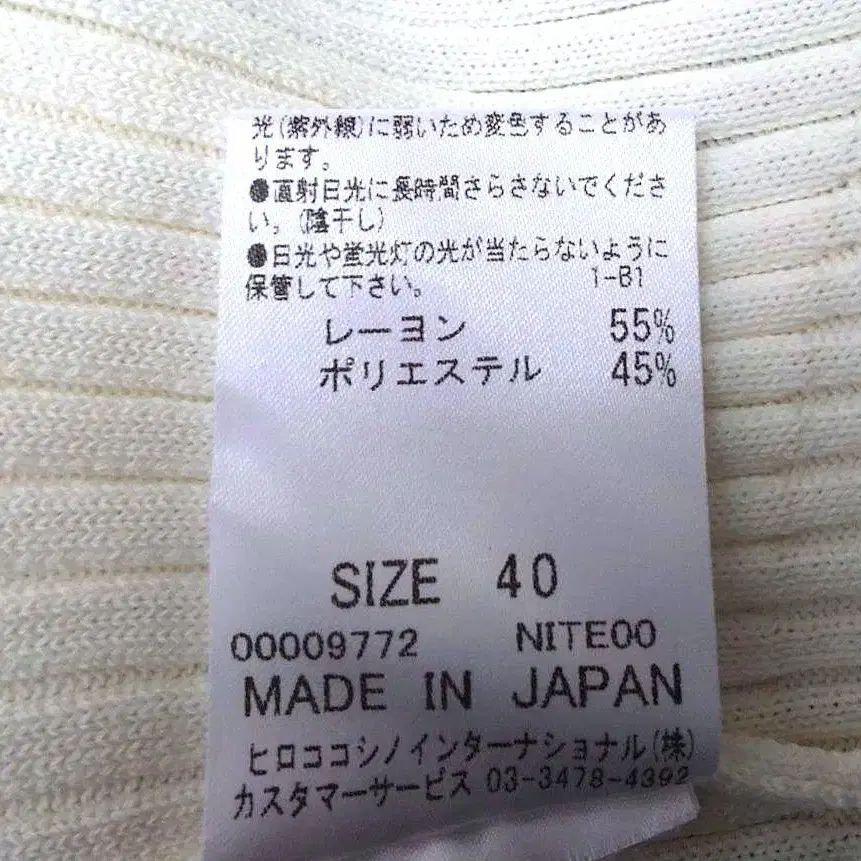 光(紫外線)に弱いため変色することがあ
ります。
●直射日光に長時間さらさないでくださ
い。(陰干し)
●日光や蛍光灯の光が当たらないように
保管して下さい。 1-B1
レーヨン 55%
ポリエステル 45%
SIZE 40
00009772 NITE00
MADE IN JAPAN
ヒロココシノインターナショナル(株)
カスタマーサービス 03-3478-4392